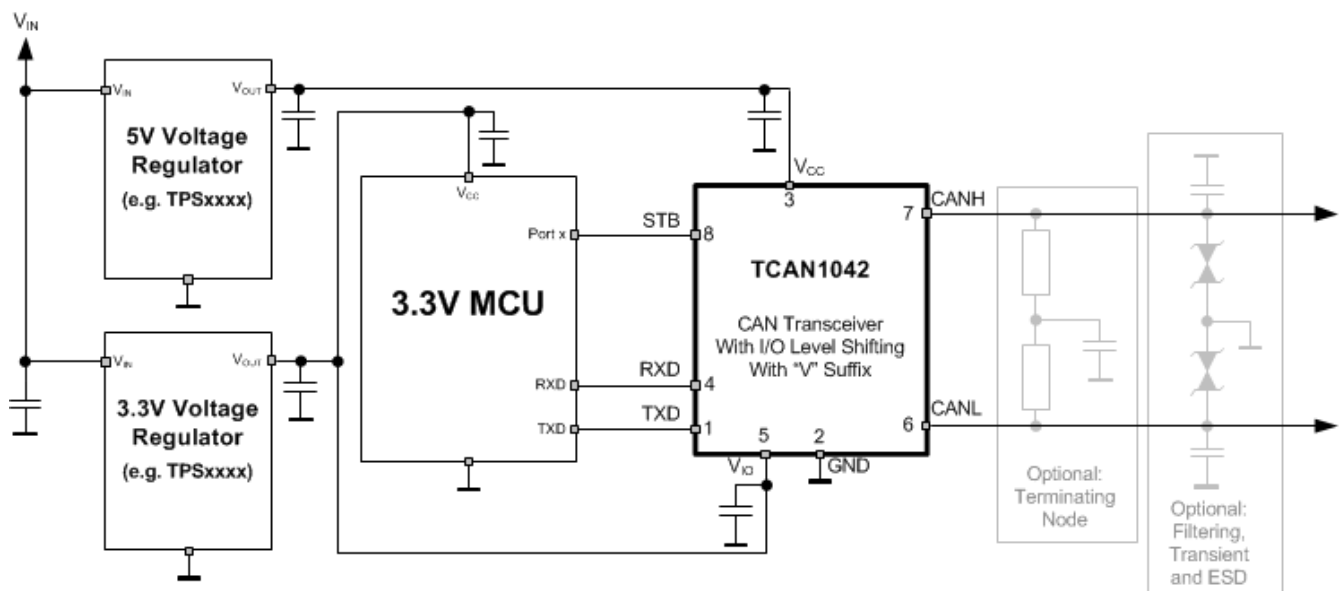 VIN
VIN
VOUT
5V Voltage
Regulator
(e.g. TPSxxxx)
VIN
VOUT
3.3V Voltage
Regulator
(e.g. TPSxxxx)
VCC
Port x
3.3V MCU
RXD
TXD
STB
RXD
TXD
VCC
3
8
7
TCAN1042
CAN Transceiver
With I/O Level Shifting
With "V" Suffix
4
1
5
2
6
VIO
GND
CANH
CANL
Optional:
Terminating
Node
Optional:
Filtering,
Transient
and ESD